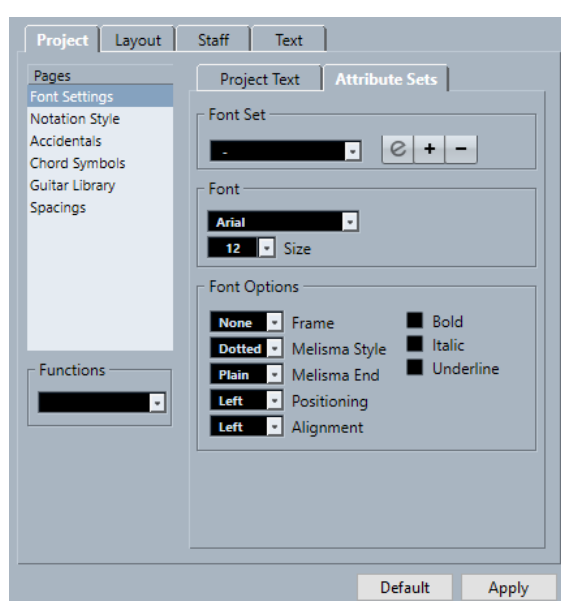 Project Layout Staff Text
Pages
Font Settings
Notation Style
Accidentals
Chord Symbols
Guitar Library
Spacings
Functions
Project Text Attribute Sets
Font Set
- e + −
Font
Arial
12 Size
Font Options
None Frame Bold
Dotted Melisma Style Italic
Plain Melisma End Underline
Left Positioning
Left Alignment
Default Apply